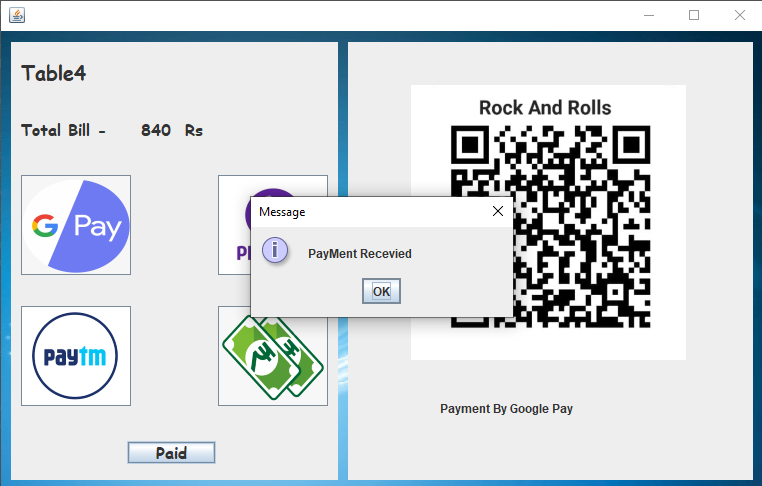 Table4
Total Bill - 840 Rs
G Pay
paytm
Paid
Message
PayMent Recevied
OK
Rock And Rolls
Payment By Google Pay